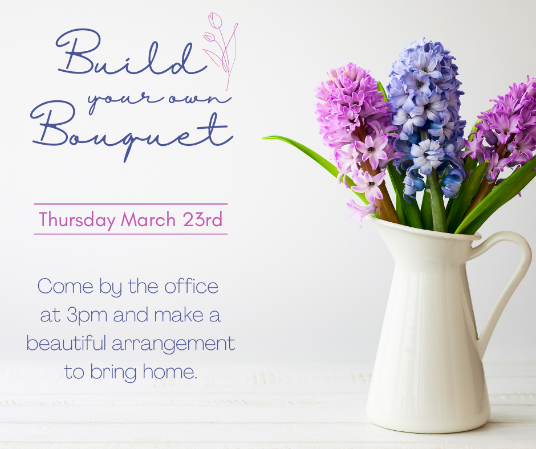 Build
your own
Bouquet
Thursday March 23rd
Come by the office
at 3pm and make a
beautiful arrangement
to bring home.